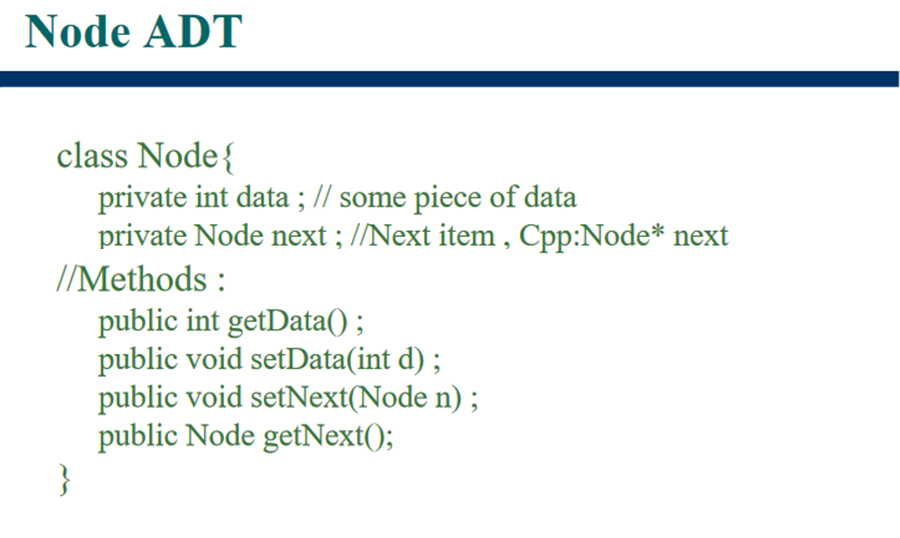 Node ADT
class Node{
private int data ; // some piece of data
private Node next ; //Next item , Cpp:Node* next
//Methods :
public int getData() ;
public void setData(int d) ;
public void setNext(Node n) ;
public Node getNext();
}